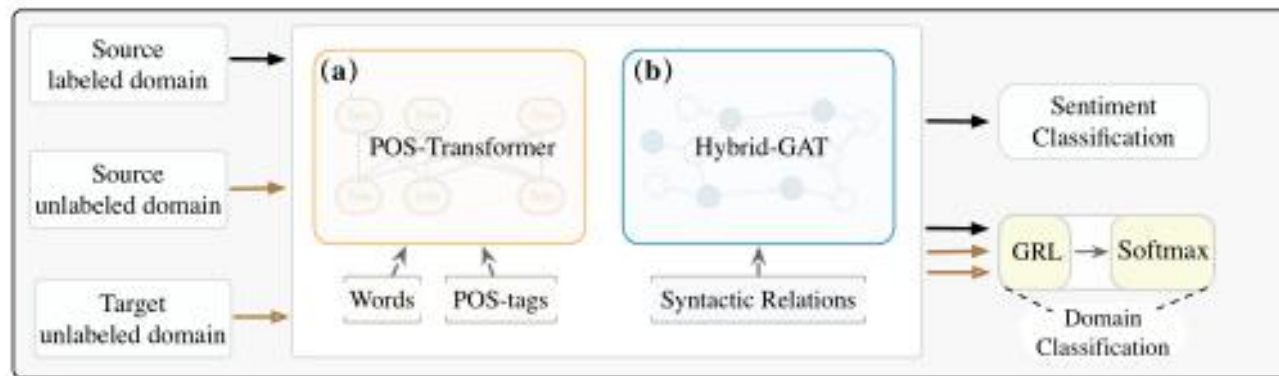 Source
labeled domain
Source
unlabeled domain
Target
unlabeled domain
(a)
POS-Transformer
Words
POS-tags
(b)
Hybrid-GAT
Syntactic Relations
Sentiment
Classification
GRL
Softmax
Domain
Classification